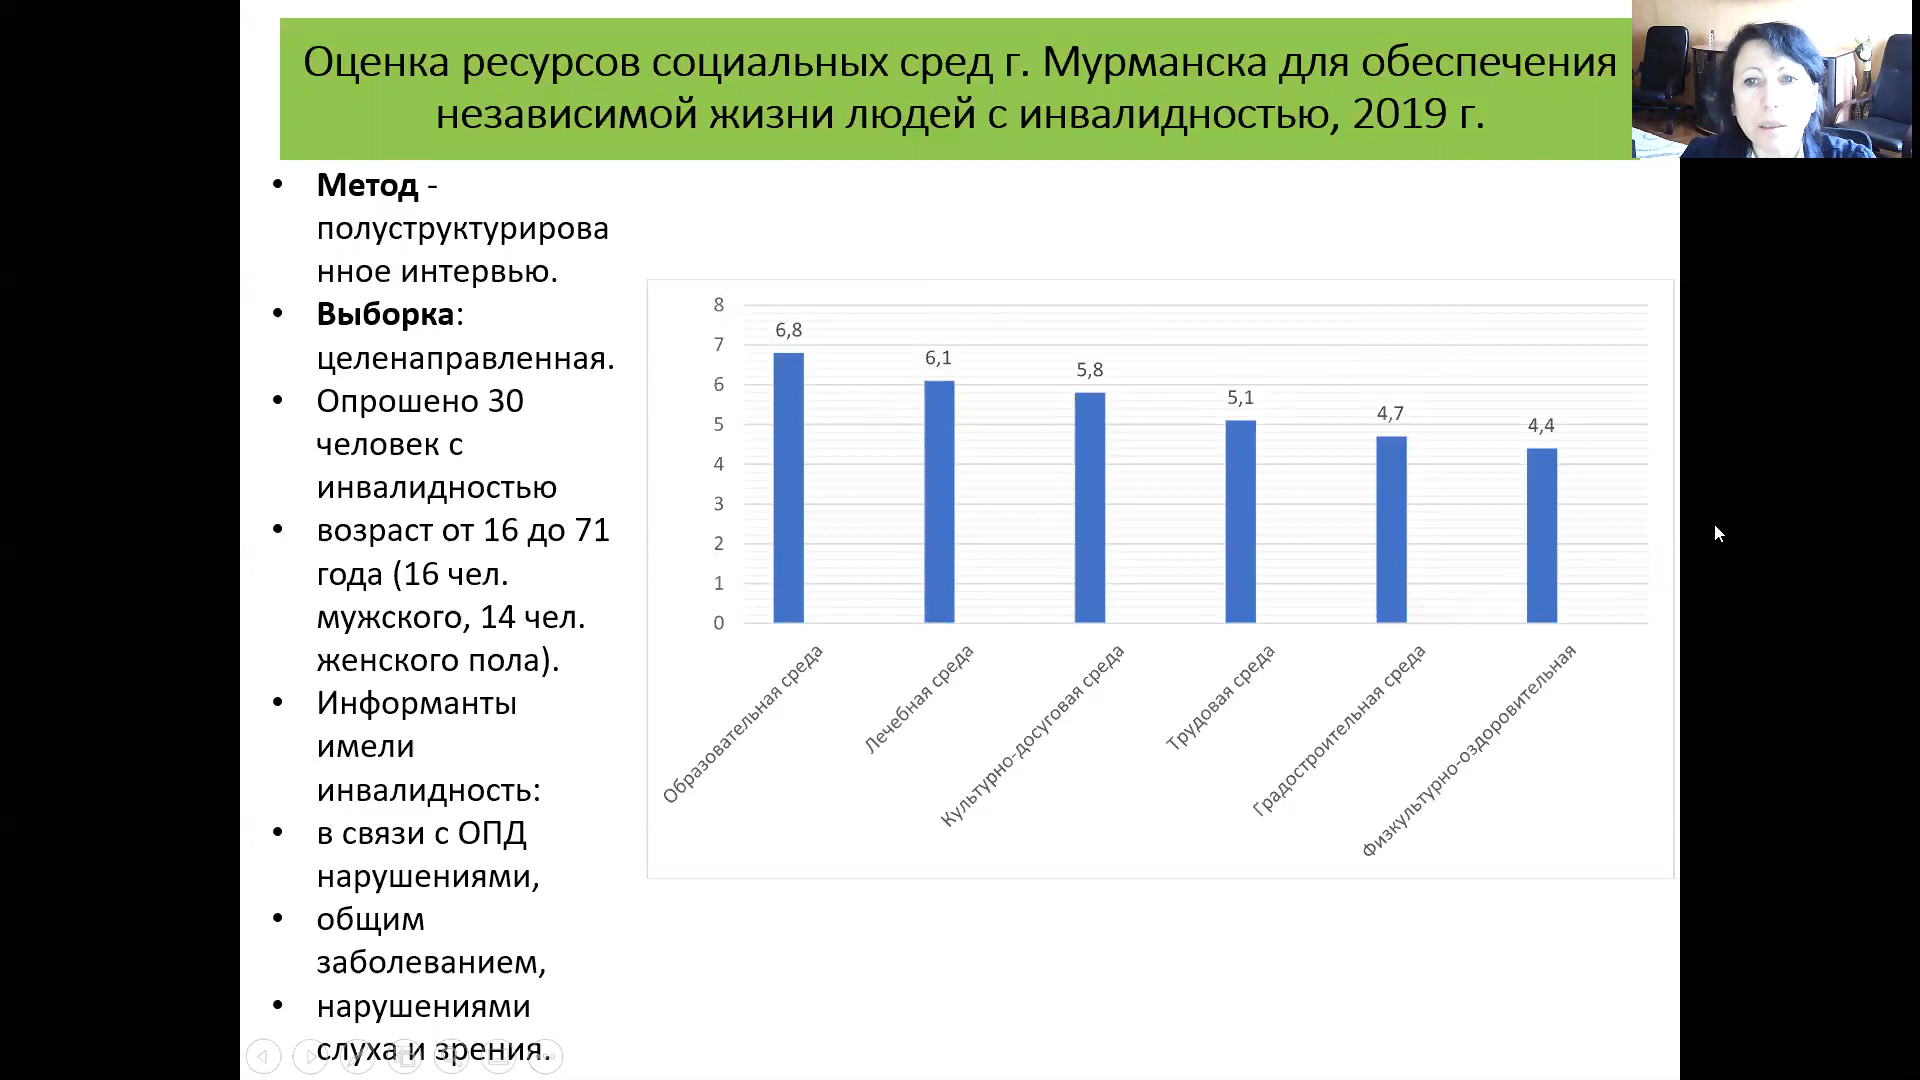 Оценка ресурсов социальных сред г. Мурманска для обеспечения
независимой жизни людей с инвалидностью, 2019 г.
• Метод -
полуструктурирова
нное интервью.
• Выборка:
целенаправленная.
• Опрошено 30
человек с
инвалидностью
• возраст от 16 до 71
года (16 чел.
мужского, 14 чел.
женского пола).
• Информанты
имели
инвалидность:
• в связи с ОПД
нарушениями,
• общим
заболеванием,
• нарушениями
слуха и зрения.
8
7
6
5
4
3
2
1
0
6,8
6,1
5,8
5,1
4,7
4,4
Образовательная среда
Лечебная среда
Культурно-досуговая среда
Трудовая среда
Градостроительная среда
Физкультурно-оздоровительная